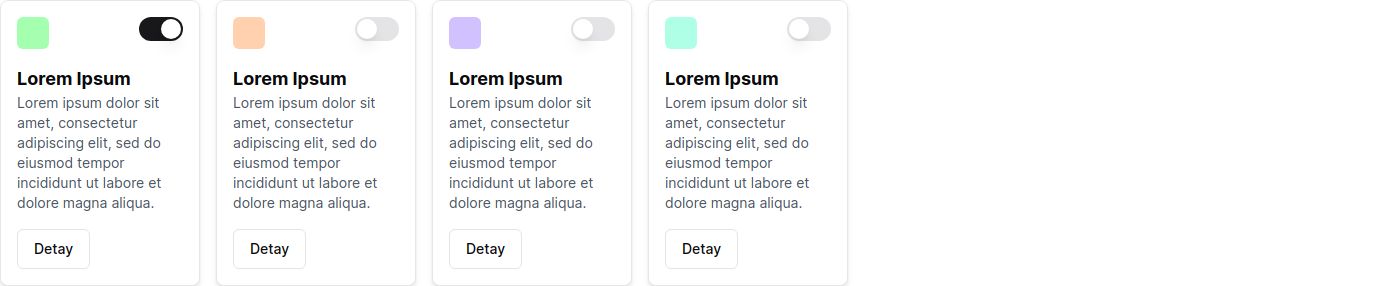 Lorem Ipsum
Lorem ipsum dolor sit
amet, consectetur
adipiscing elit, sed do
eiusmod tempor
incididunt ut labore et
dolore magna aliqua.
Detay
Lorem Ipsum
Lorem ipsum dolor sit
amet, consectetur
adipiscing elit, sed do
eiusmod tempor
incididunt ut labore et
dolore magna aliqua.
Detay
Lorem Ipsum
Lorem ipsum dolor sit
amet, consectetur
adipiscing elit, sed do
eiusmod tempor
incididunt ut labore et
dolore magna aliqua.
Detay
Lorem Ipsum
Lorem ipsum dolor sit
amet, consectetur
adipiscing elit, sed do
eiusmod tempor
incididunt ut labore et
dolore magna aliqua.
Detay